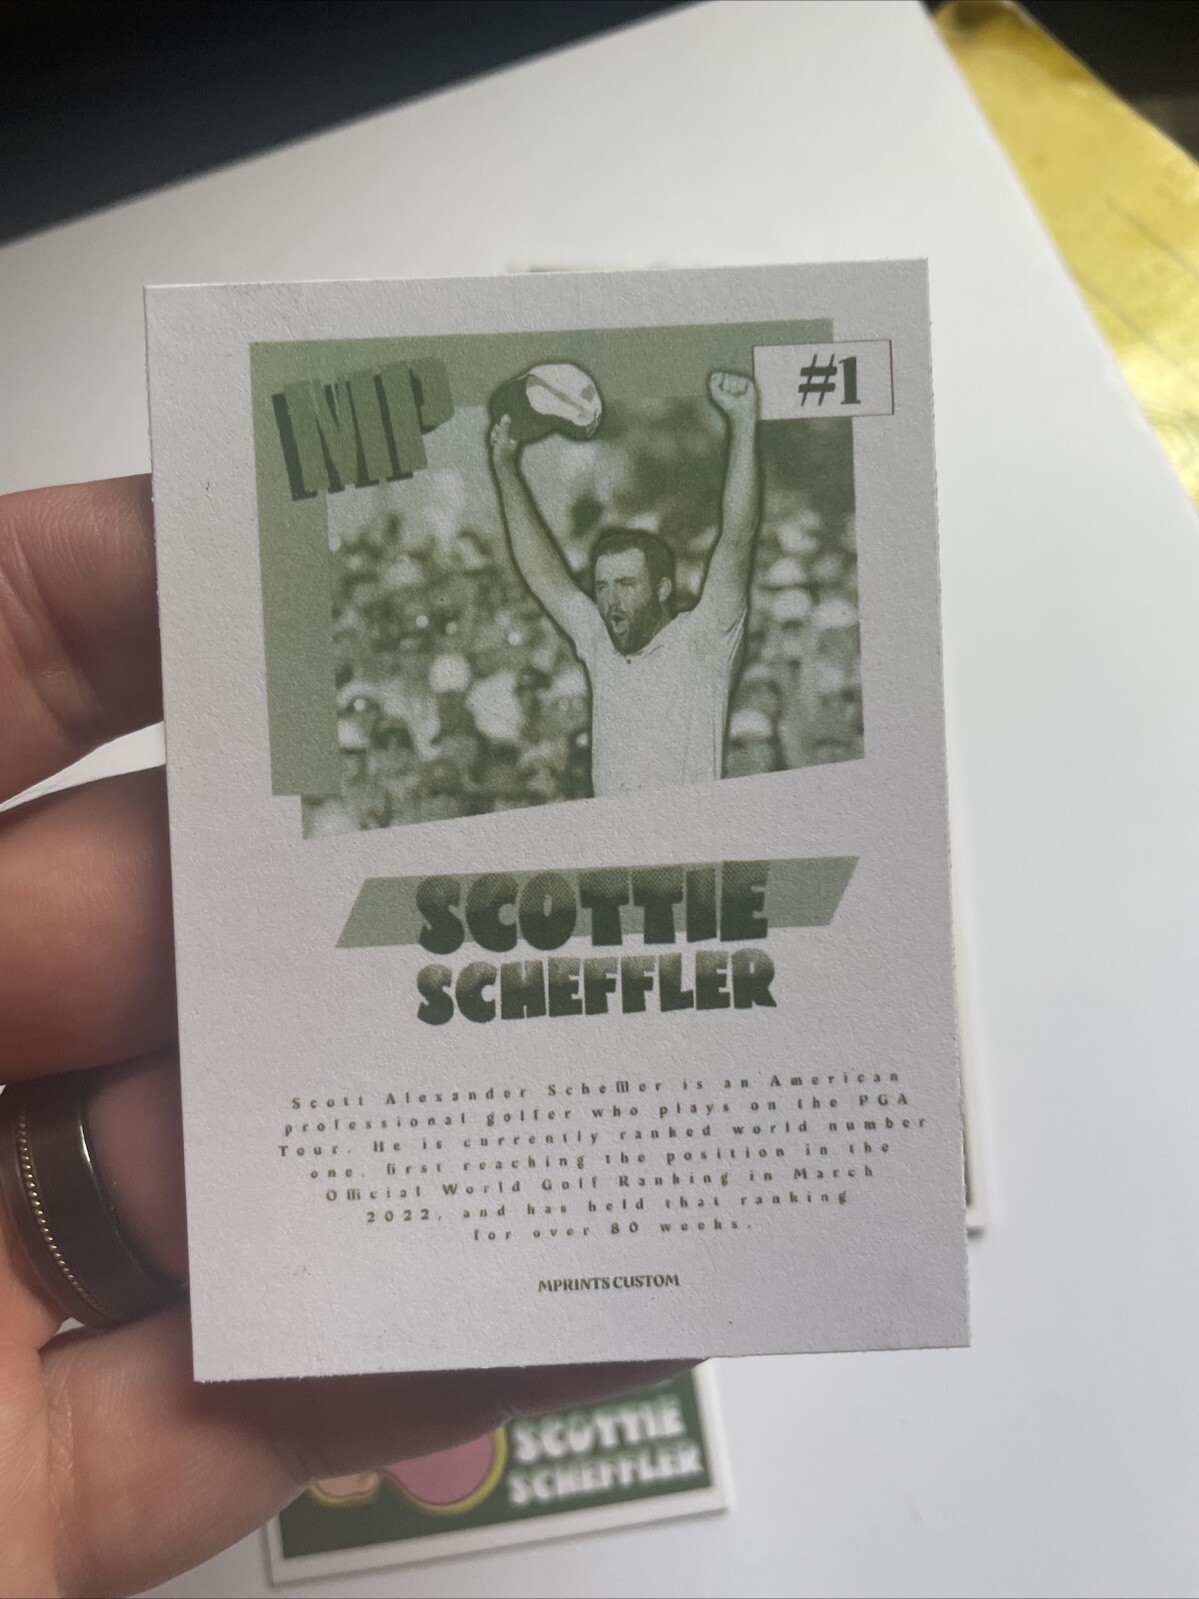 MP
#1
SCOTTIE
SCHEFFLER
Scott Alexander Scheffler is an American
professional golfer who plays on the PGA
Tour. He is currently ranked world number
one, first reaching the position in the
Official World Golf Ranking in March
2022, and has held that ranking
for over 80 weeks.
MPRINTS CUSTOM
SCOTTIE
SCHEFFLER